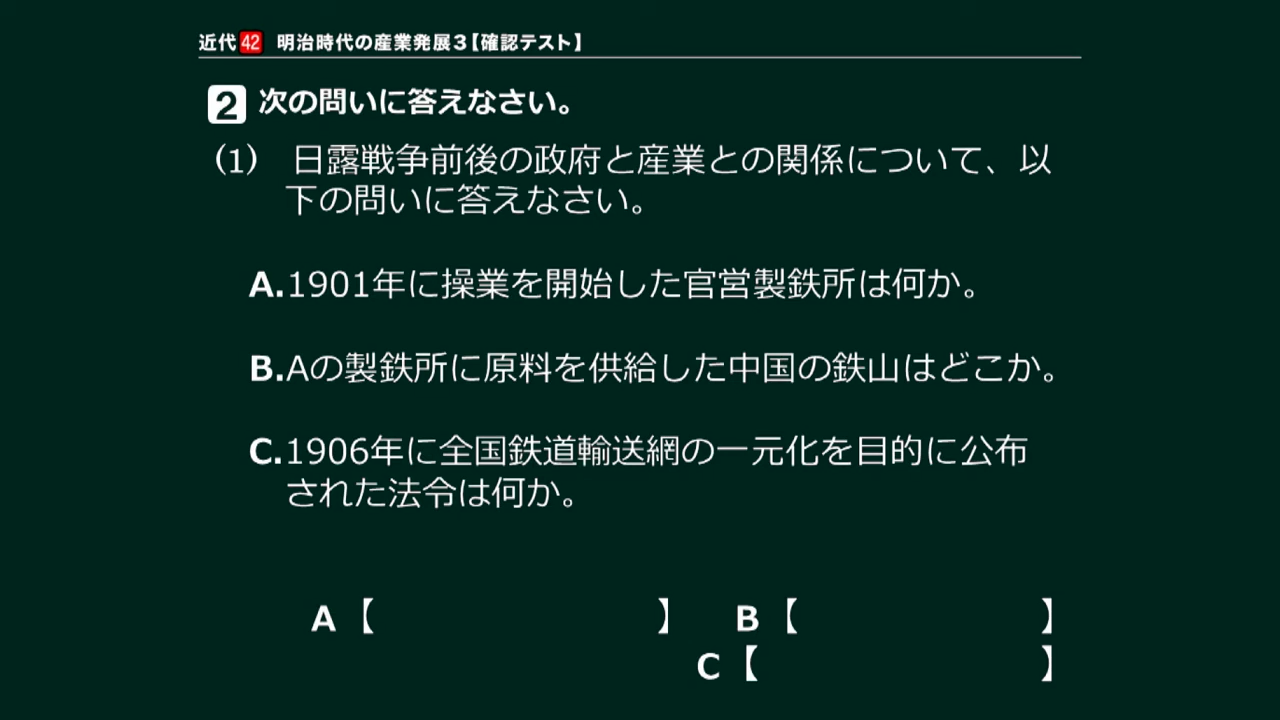 近代42 明治時代の産業発展3【確認テスト】
2 次の問いに答えなさい。
(1) 日露戦争前後の政府と産業との関係について、以
下の問いに答えなさい。
A.1901年に操業を開始した官営製鉄所は何か。
B.Aの製鉄所に原料を供給した中国の鉄山はどこか。
C.1906年に全国鉄道輸送網の一元化を目的に公布
された法令は何か。
A【 】 B【 】
C【 】